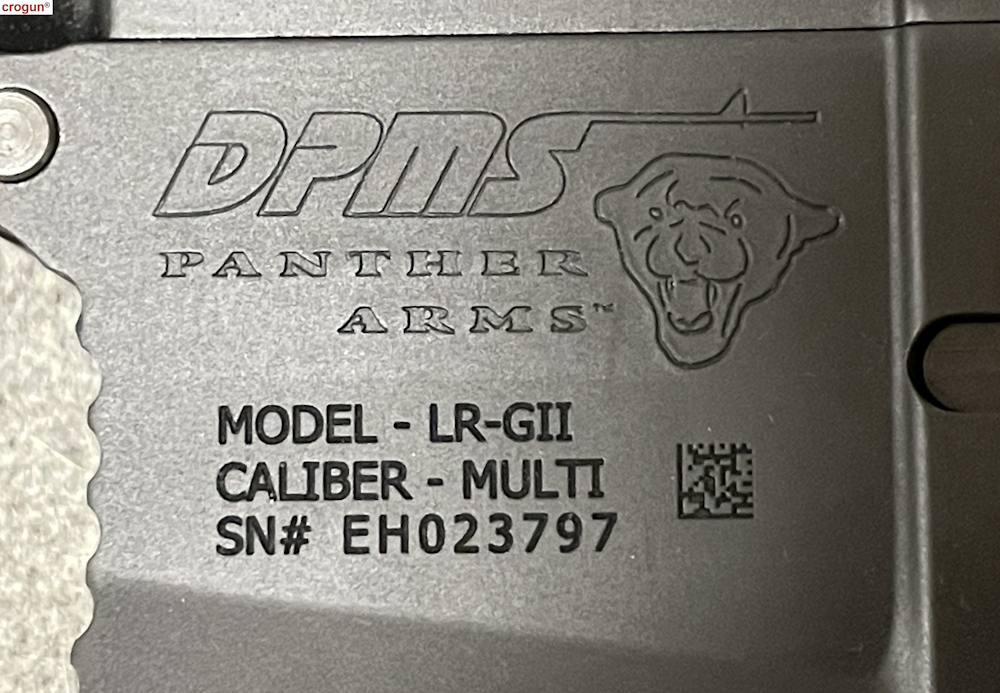 crogun®
DPMS
PANTHER
ARMS™
MODEL - LR-GII
CALIBER - MULTI
SN# EH023797